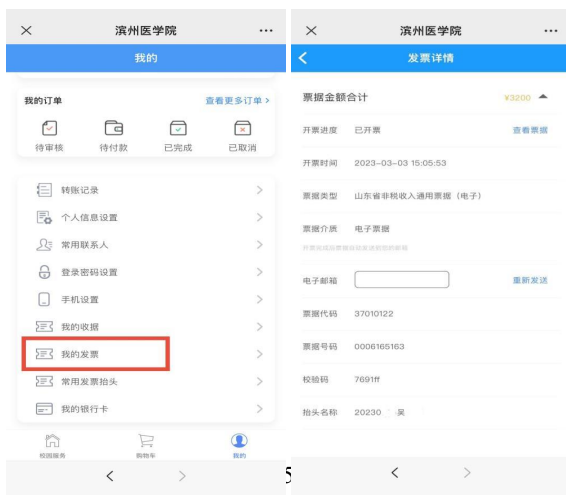 滨州医学院
我的
我的订单 查看更多订单 >
待审核 待付款 已完成 已取消
转账记录
个人信息设置
常用联系人
登录密码设置
手机设置
我的收据
我的发票
常用发票抬头
我的银行卡
校园服务 购物车 我的
5
滨州医学院
发票详情
票据金额合计 ¥3200
开票进度 已开票 查看票据
开票时间 2023-03-03 15:05:53
票据类型 山东省非税收入通用票据（电子）
票据介质 电子票据
电子邮箱 重新发送
票据代码 37010122
票据号码 0006165163
校验码 7691ff
抬头名称 20230 吴